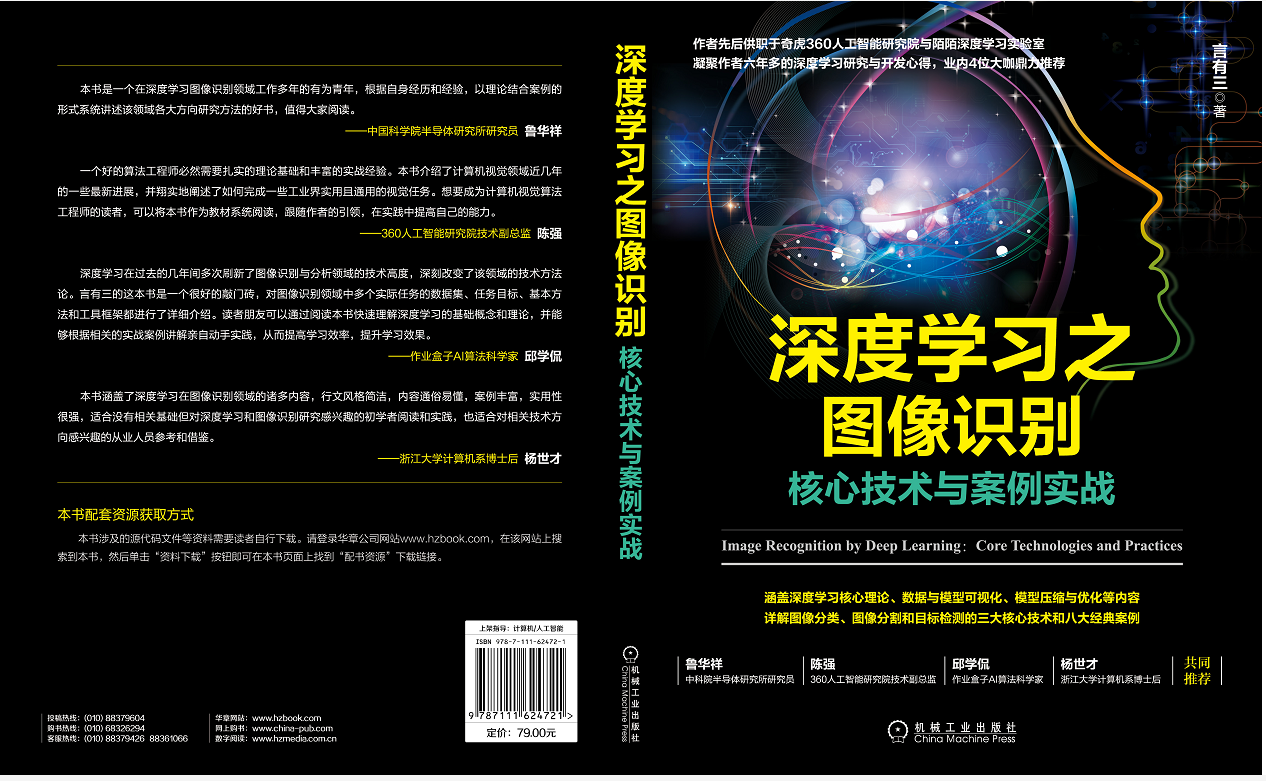 本书是一个在深度学习图像识别领域工作多年的有为青年，根据自身经历和经验，以理论结合案例的
形式系统讲述该领域各大方向研究方法的好书，值得大家阅读。
——中国科学院半导体研究所研究员 鲁华祥
一个好的算法工程师必然需要扎实的理论基础和丰富的实战经验。本书介绍了计算机视觉领域近几年
的一些最新进展，并翔实地阐述了如何完成一些工业界实用且通用的视觉任务。想要成为计算机视觉算法
工程师的读者，可以将本书作为教材系统阅读，跟随作者的引领，在实践中提高自己的能力。
——360人工智能研究院技术副总监 陈强
深度学习在过去的几年间多次刷新了图像识别与分析领域的技术高度，深刻改变了该领域的技术方法
论。言有三的这本书是一个很好的敲门砖，对图像识别领域中多个实际任务的数据集、任务目标、基本方
法和工具框架都进行了详细介绍。读者朋友可以通过阅读本书快速理解深度学习的基础概念和理论，并能
够根据相关的实战案例讲解亲自动手实践，从而提高学习效率，提升学习效果。
——作业盒子AI算法科学家 邱学侃
本书涵盖了深度学习在图像识别领域的诸多内容，行文风格简洁，内容通俗易懂，案例丰富，实用性
很强，适合没有相关基础但对深度学习和图像识别研究感兴趣的初学者阅读和实践，也适合对相关技术方
向感兴趣的从业人员参考和借鉴。
——浙江大学计算机系博士后 杨世才
本书配套资源获取方式
本书涉及的源代码文件等资料需要读者自行下载。请登录华章公司网站www.hzbook.com，在该网站上搜
索到本书，然后单击“资料下载”按钮即可在本书页面上找到“配书资源”下载链接。
上架指导：计算机/人工智能
ISBN 978-7-111-62472-1
9 787111 624721 >
定价：79.00元
投稿热线：(010) 88379604
购书热线：(010) 68326294
客服热线：(010) 88379426 88361066
华章网站：www.hzbook.com
网上购书：www.china-pub.com
数字阅读：www.hzmedia.com.cn
深度学习之图像识别 核心技术与案例实战
机械工业出版社
China Machine Press
作者先后供职于奇虎360人工智能研究院与陌陌深度学习实验室
凝聚作者六年多的深度学习研究与开发心得，业内4位大咖鼎力推荐
言有三◎著
深度学习之
图像识别
核心技术与案例实战
Image Recognition by Deep Learning：Core Technologies and Practices
涵盖深度学习核心理论、数据与模型可视化、模型压缩与优化等内容
详解图像分类、图像分割和目标检测的三大核心技术和八大经典案例
鲁华祥
中科院半导体研究所研究员
陈强
360人工智能研究院技术副总监
邱学侃
作业盒子AI算法科学家
杨世才
浙江大学计算机系博士后
共同
推荐
机械工业出版社
China Machine Press